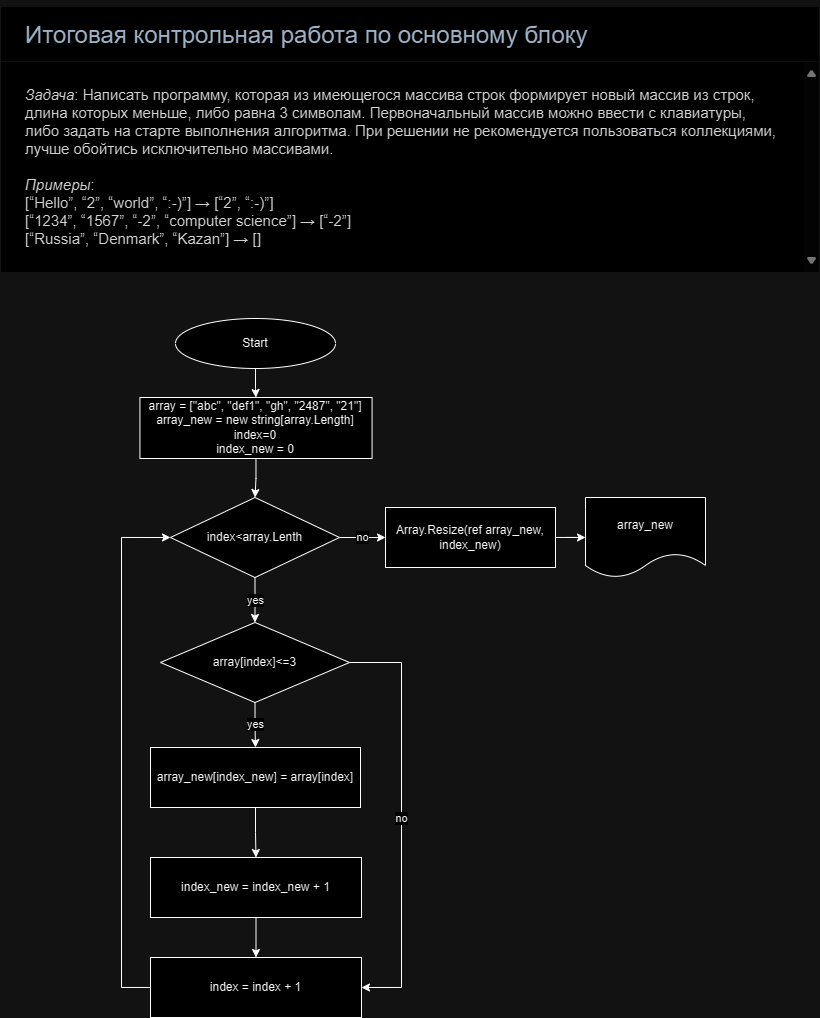 Итоговая контрольная работа по основному блоку
Задача: Написать программу, которая из имеющегося массива строк формирует новый массив из строк,
длина которых меньше, либо равна 3 символам. Первоначальный массив можно ввести с клавиатуры,
либо задать на старте выполнения алгоритма. При решении не рекомендуется пользоваться коллекциями,
лучше обойтись исключительно массивами.
Примеры:
[“Hello”, “2”, “world”, “:-)”] → [“2”, “:-)”]
[“1234”, “1567”, “-2”, “computer science”] → [“-2”]
[“Russia”, “Denmark”, “Kazan”] → []
Start
array = ["abc", "def1", "gh", "2487", "21"]
array_new = new string[array.Length]
index=0
index_new = 0
index<array.Lenth
no
Array.Resize(ref array_new,
index_new)
array_new
yes
array[index]<=3
yes
array_new[index_new] = array[index]
no
index_new = index_new + 1
index = index + 1